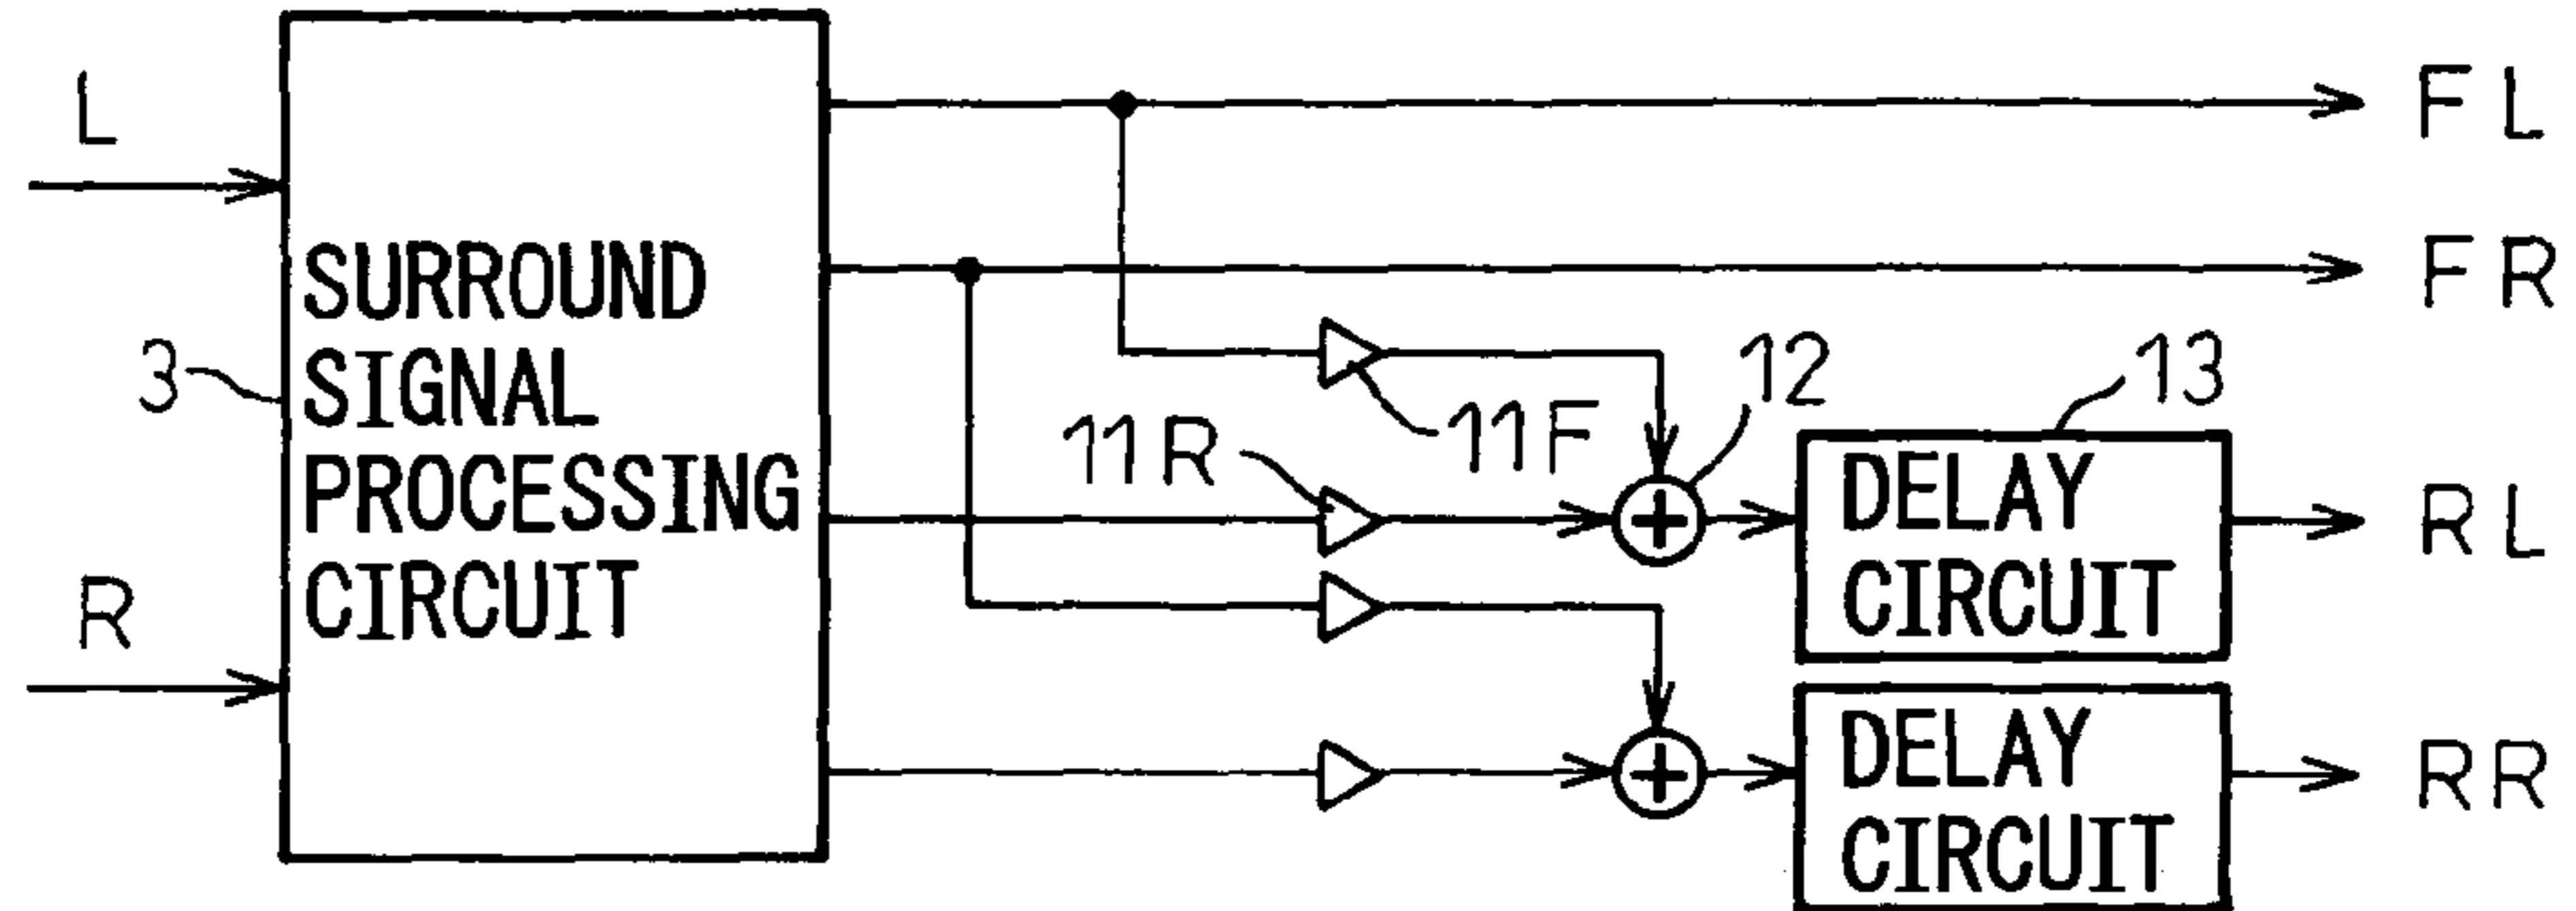 L
FL
FR
SURROUND
SIGNAL
PROCESSING
CIRCUIT
3
R
11F
11R
12
13
DELAY
CIRCUIT
RL
DELAY
CIRCUIT
RR